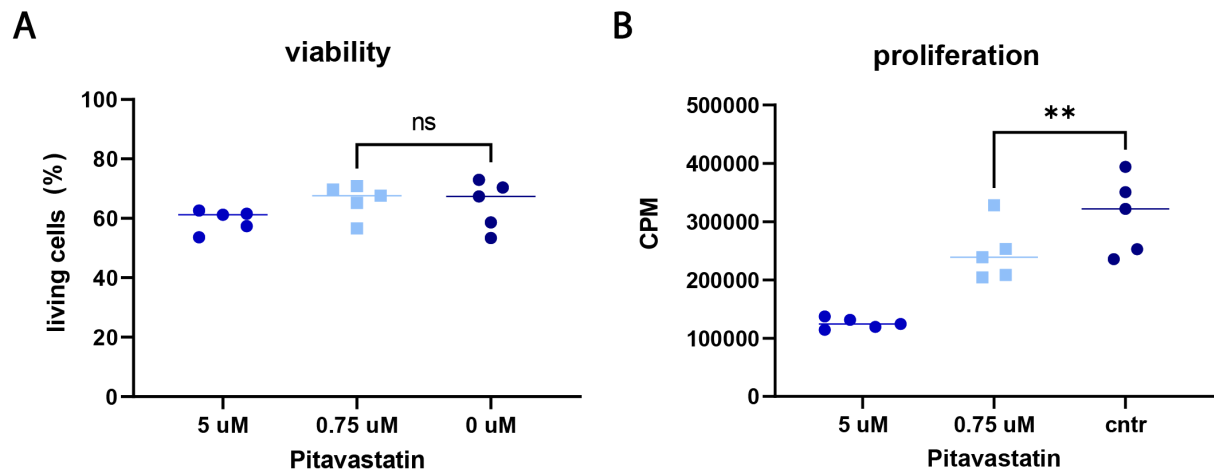 A
viability
100
80
60
40
20
0
living cells (%)
ns
5 uM 0.75 uM 0 uM
Pitavastatin
B
proliferation
500000
400000
300000
200000
100000
0
CPM
**
5 uM 0.75 uM cntr
Pitavastatin